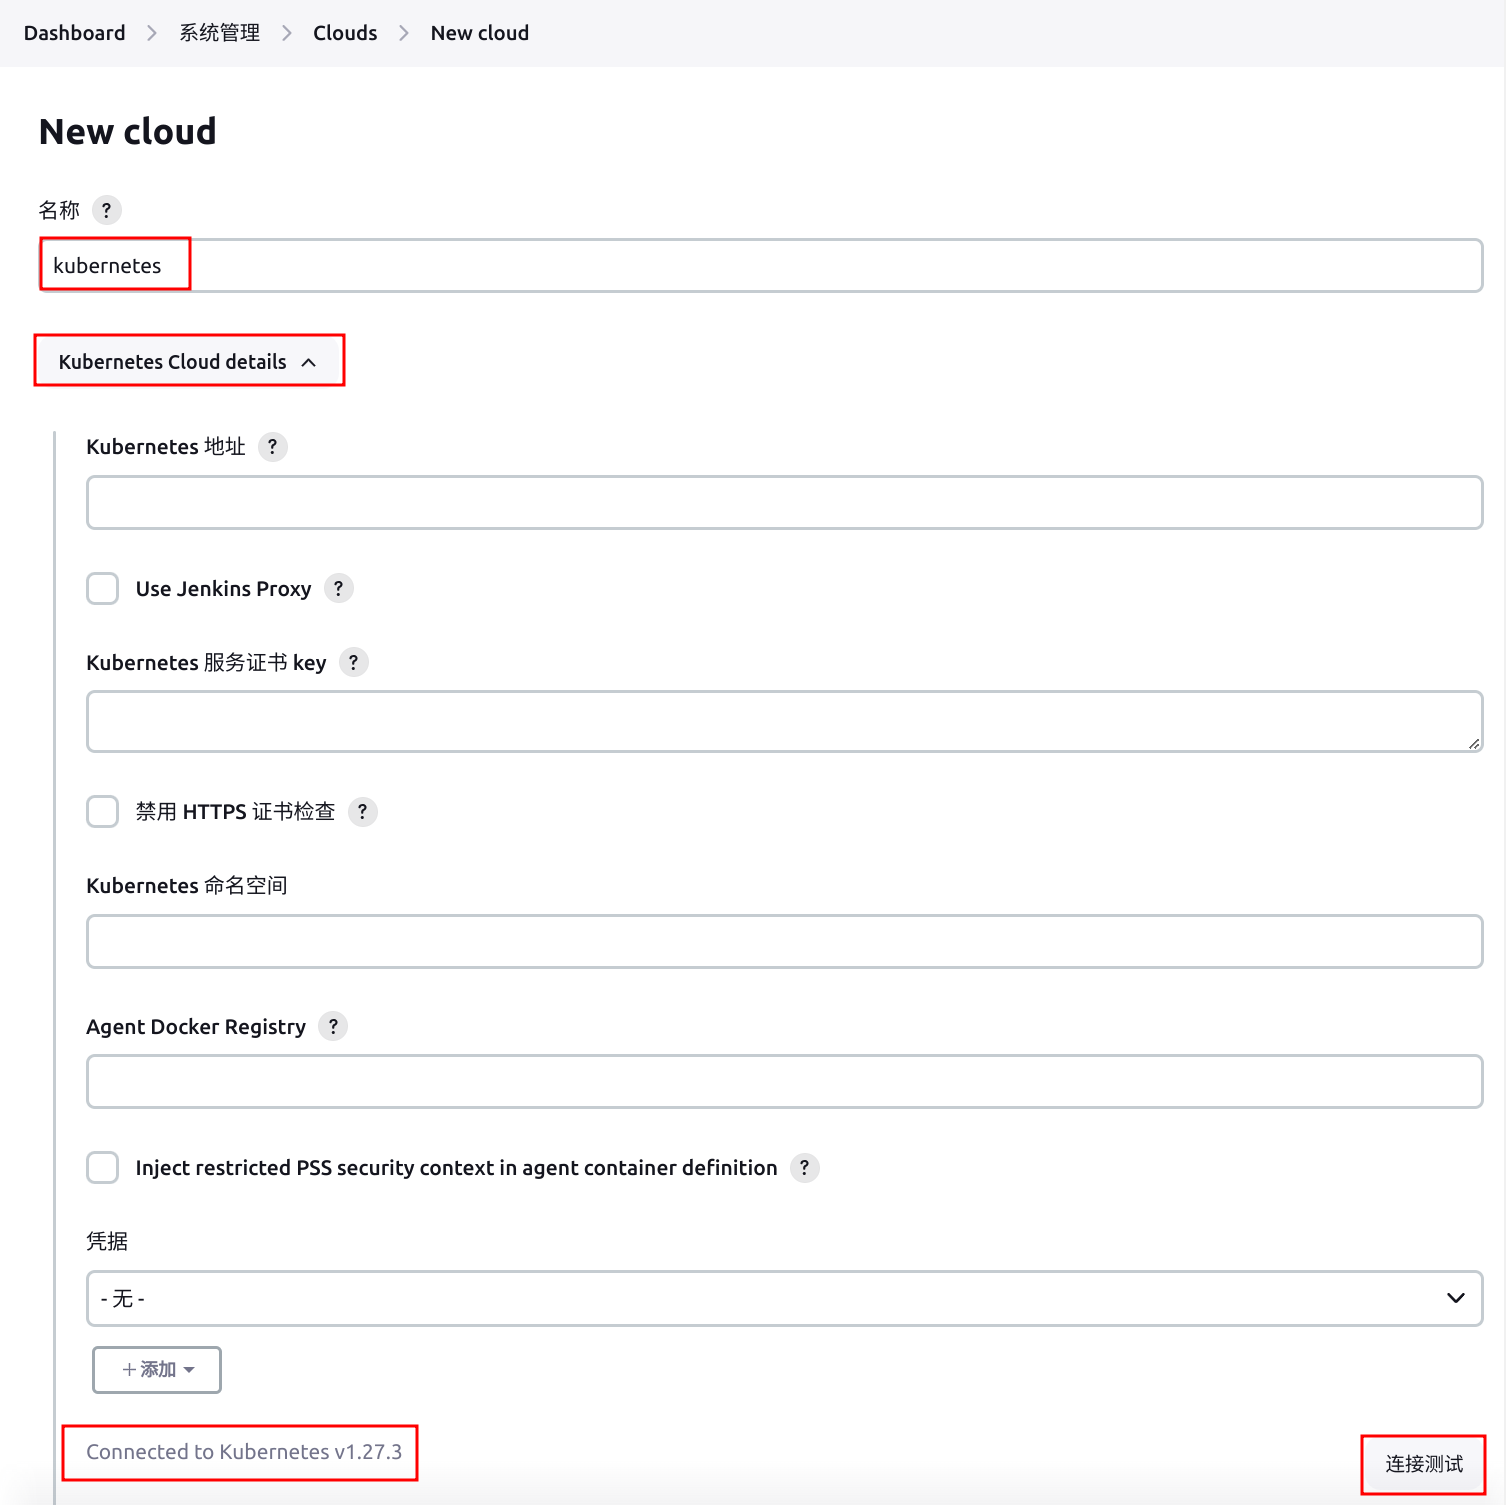 Dashboard > 系统管理 > Clouds > New cloud
New cloud
名称 ?
kubernetes
Kubernetes Cloud details
Kubernetes 地址 ?
Use Jenkins Proxy ?
Kubernetes 服务证书 key ?
禁用 HTTPS 证书检查 ?
Kubernetes 命名空间
Agent Docker Registry ?
Inject restricted PSS security context in agent container definition ?
凭据
- 无 -
+ 添加
Connected to Kubernetes v1.27.3
连接测试